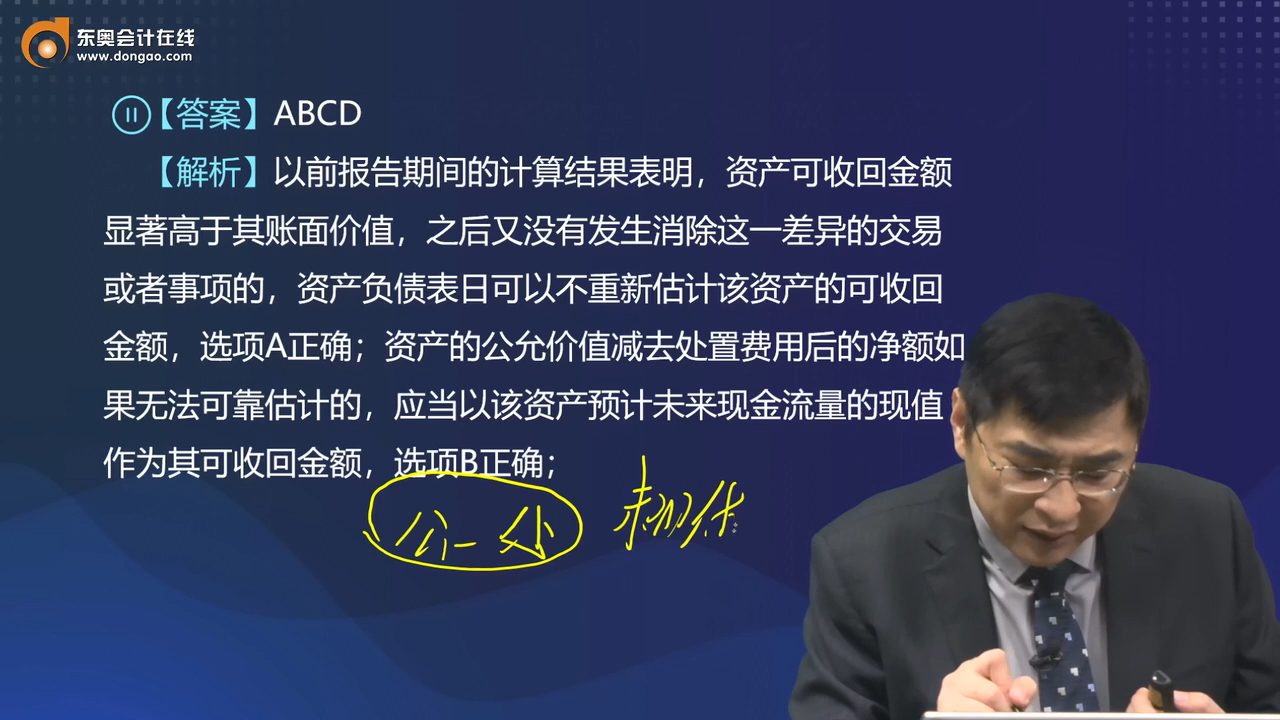 东奥会计在线
www.dongao.com
【答案】ABCD
【解析】以前报告期间的计算结果表明，资产可收回金额
显著高于其账面价值，之后又没有发生消除这一差异的交易
或者事项的，资产负债表日可以不重新估计该资产的可收回
金额，选项A正确；资产的公允价值减去处置费用后的净额如
果无法可靠估计的，应当以该资产预计未来现金流量的现值
作为其可收回金额，选项B正确；
公－处